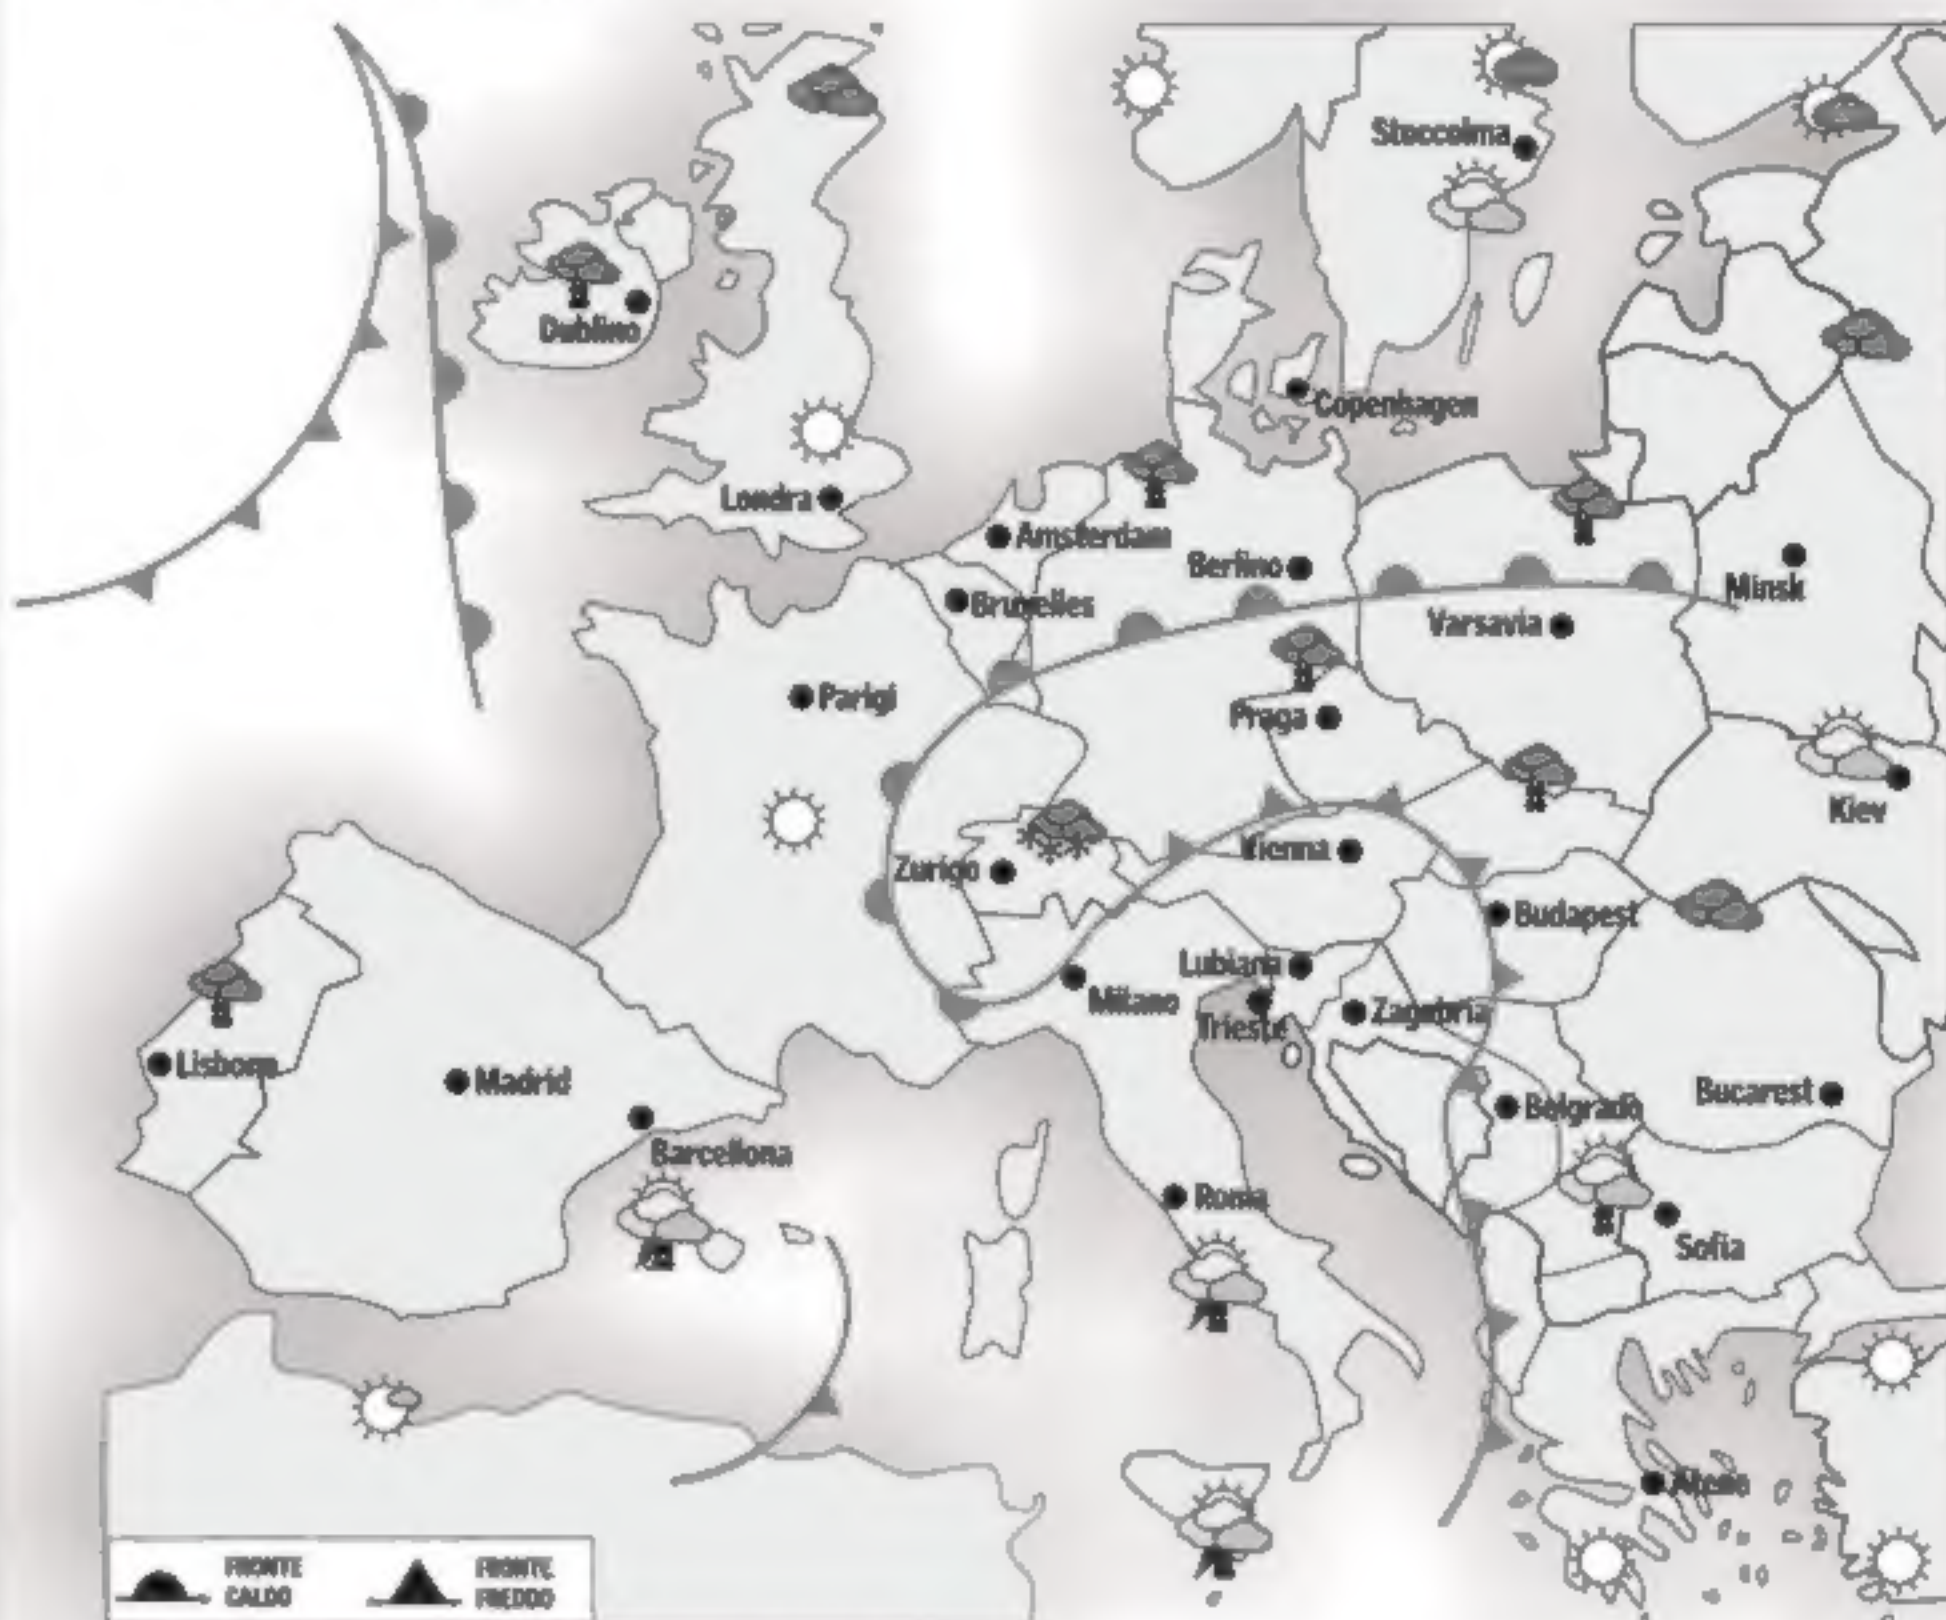 Stoccolma
Dublino
Copenhagen
Londra
Amsterdam
Berlino
Minsk
Bruxelles
Varsavia
Parigi
Praga
Kiev
Vienna
Zurigo
Budapest
Lubiana
Milano
Zagabria
Trieste
Lisbona
Madrid
Belgrado
Bucarest
Barcellona
Roma
Sofia
Atene
FRONTE
CALDO
FRONTE
FREDDO